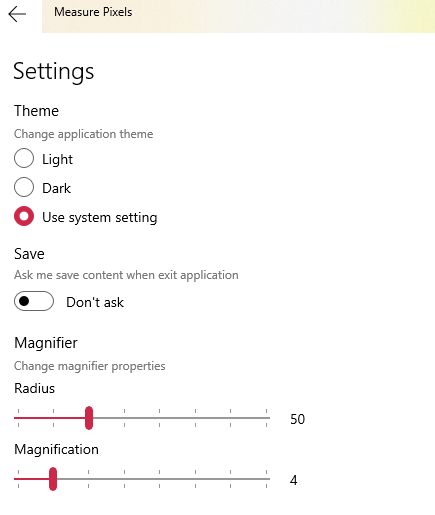 Measure Pixels
Settings
Theme
Change application theme
Light
Dark
Use system setting
Save
Ask me save content when exit application
Don't ask
Magnifier
Change magnifier properties
Radius
50
Magnification
4